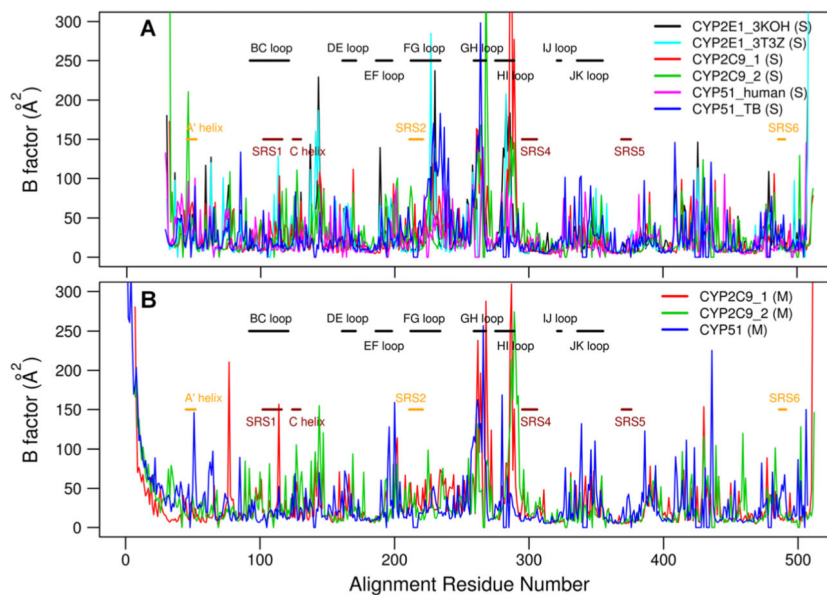 A
BC loop
DE loop
FG loop
GH loop
IJ loop
EF loop
HI loop
JK loop
A' helix
SRS1
C helix
SRS2
SRS4
SRS5
SRS6
CYP2E1_3KOH (S)
CYP2E1_3T3Z (S)
CYP2C9_1 (S)
CYP2C9_2 (S)
CYP51_human (S)
CYP51_TB (S)
B factor (Å²)
300
250
200
150
100
50
0
B
BC loop
DE loop
FG loop
GH loop
IJ loop
EF loop
HI loop
JK loop
A' helix
SRS1
C helix
SRS2
SRS4
SRS5
SRS6
CYP2C9_1 (M)
CYP2C9_2 (M)
CYP51 (M)
B factor (Å²)
300
250
200
150
100
50
0
0 100 200 300 400 500
Alignment Residue Number